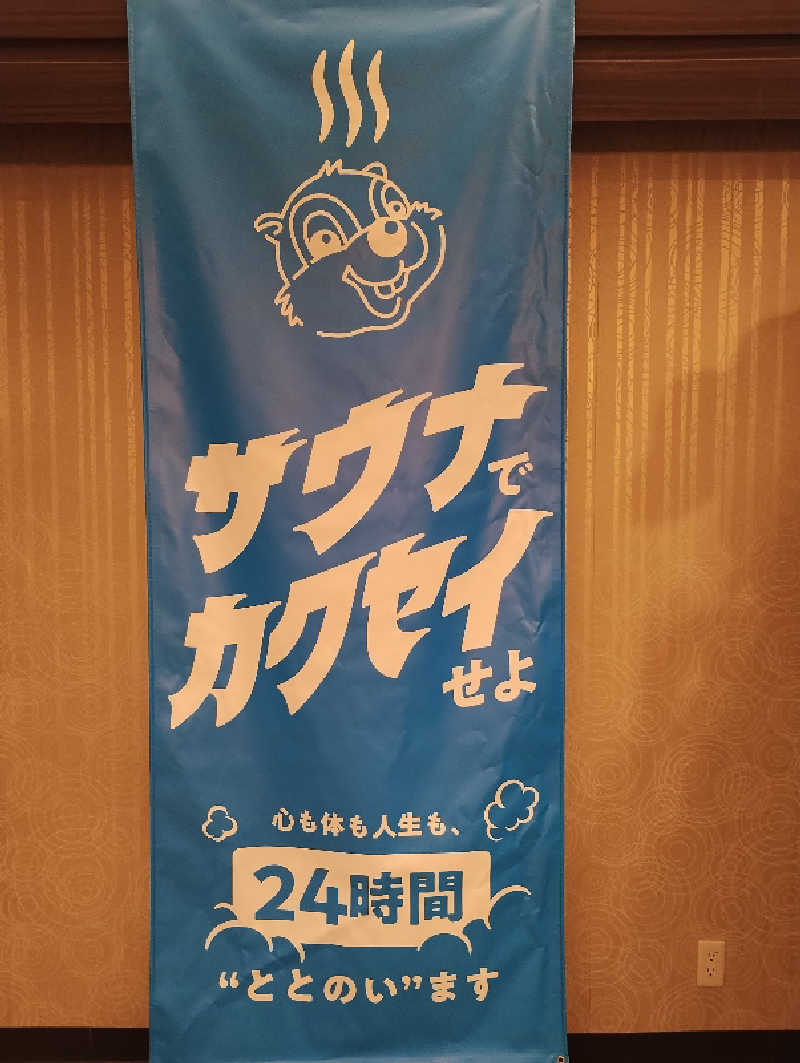 サウナで
カクセイせよ
心も体も人生も、
24時間
“ととのい”ます